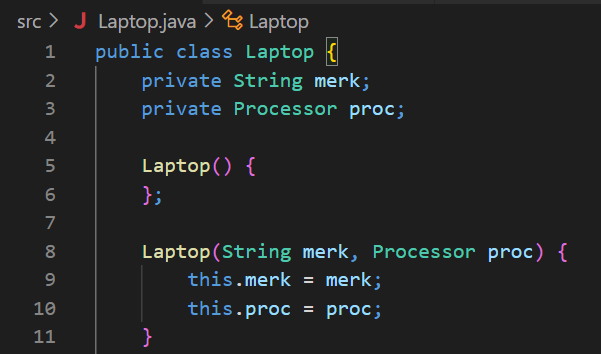 src > J Laptop.java > Laptop
1 public class Laptop {
2     private String merk;
3     private Processor proc;
4
5     Laptop() {
6     };
7
8     Laptop(String merk, Processor proc) {
9         this.merk = merk;
10         this.proc = proc;
11     }